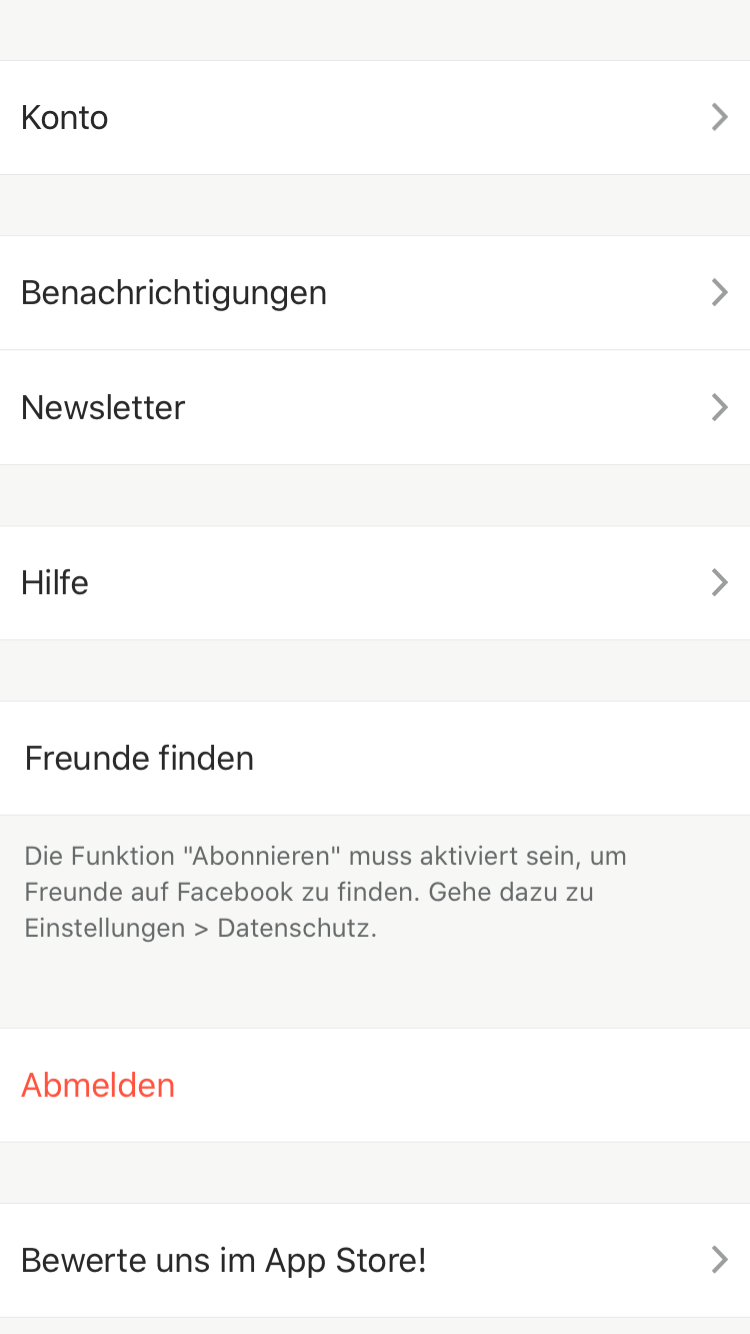 Konto
Benachrichtigungen
Newsletter
Hilfe
Freunde finden
Die Funktion "Abonnieren" muss aktiviert sein, um
Freunde auf Facebook zu finden. Gehe dazu zu
Einstellungen > Datenschutz.
Abmelden
Bewerte uns im App Store!